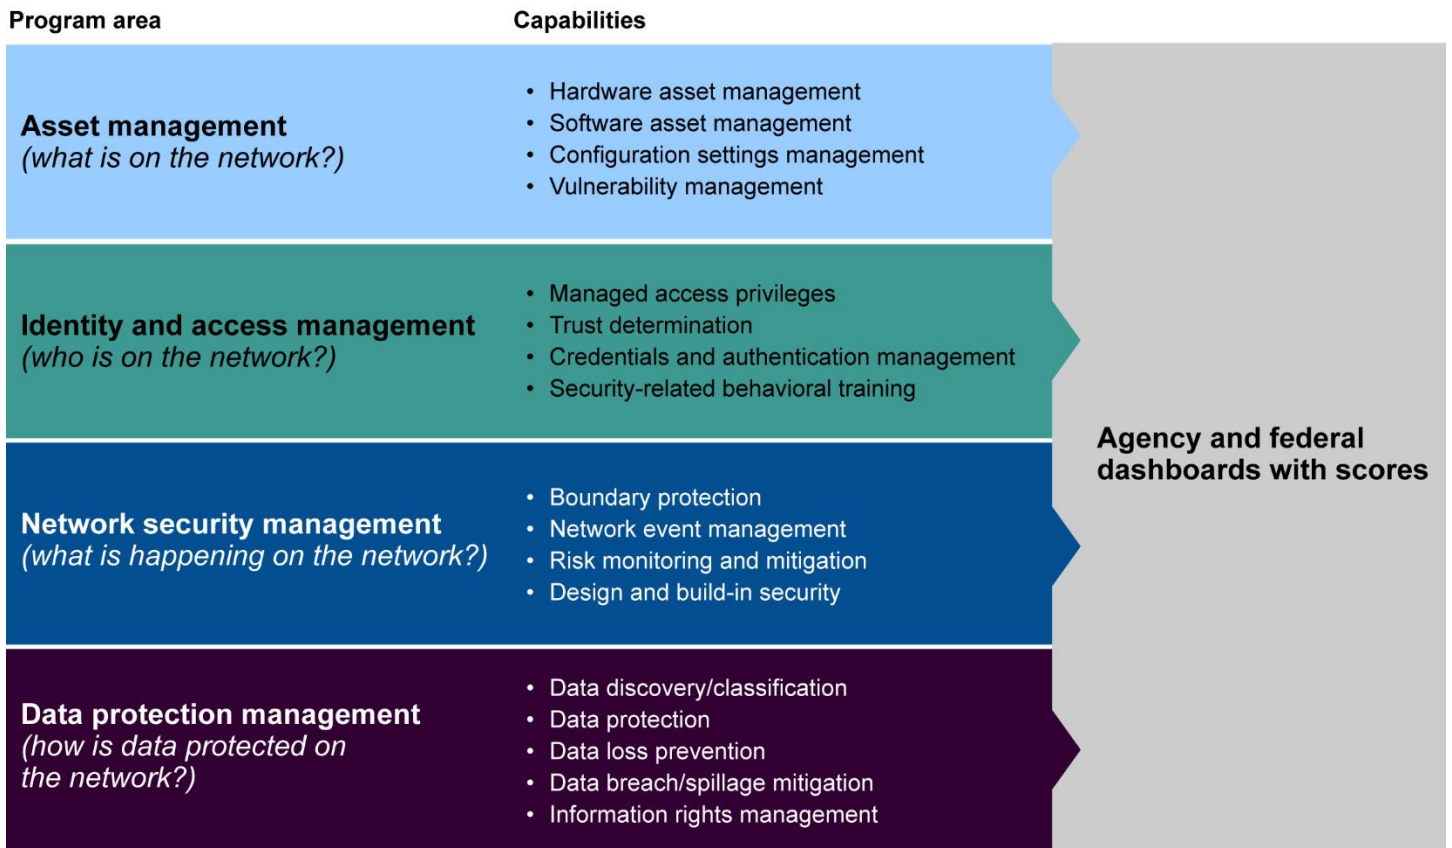 Program area
Capabilities
Asset management
(what is on the network?)
• Hardware asset management
• Software asset management
• Configuration settings management
• Vulnerability management
Identity and access management
(who is on the network?)
• Managed access privileges
• Trust determination
• Credentials and authentication management
• Security-related behavioral training
Network security management
(what is happening on the network?)
• Boundary protection
• Network event management
• Risk monitoring and mitigation
• Design and build-in security
Data protection management
(how is data protected on
the network?)
• Data discovery/classification
• Data protection
• Data loss prevention
• Data breach/spillage mitigation
• Information rights management
Agency and federal
dashboards with scores